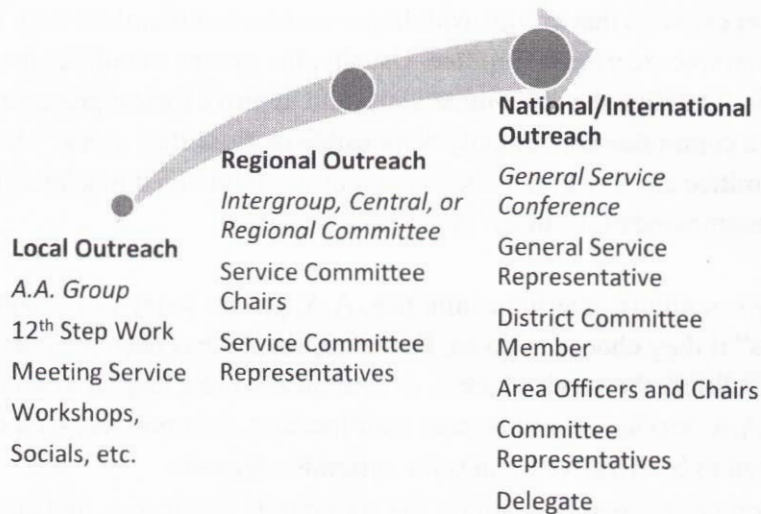 Local Outreach
A.A. Group
12th Step Work
Meeting Service
Workshops,
Socials, etc.
Regional Outreach
Intergroup, Central, or
Regional Committee
Service Committee
Chairs
Service Committee
Representatives
National/International
Outreach
General Service
Conference
General Service
Representative
District Committee
Member
Area Officers and Chairs
Committee
Representatives
Delegate